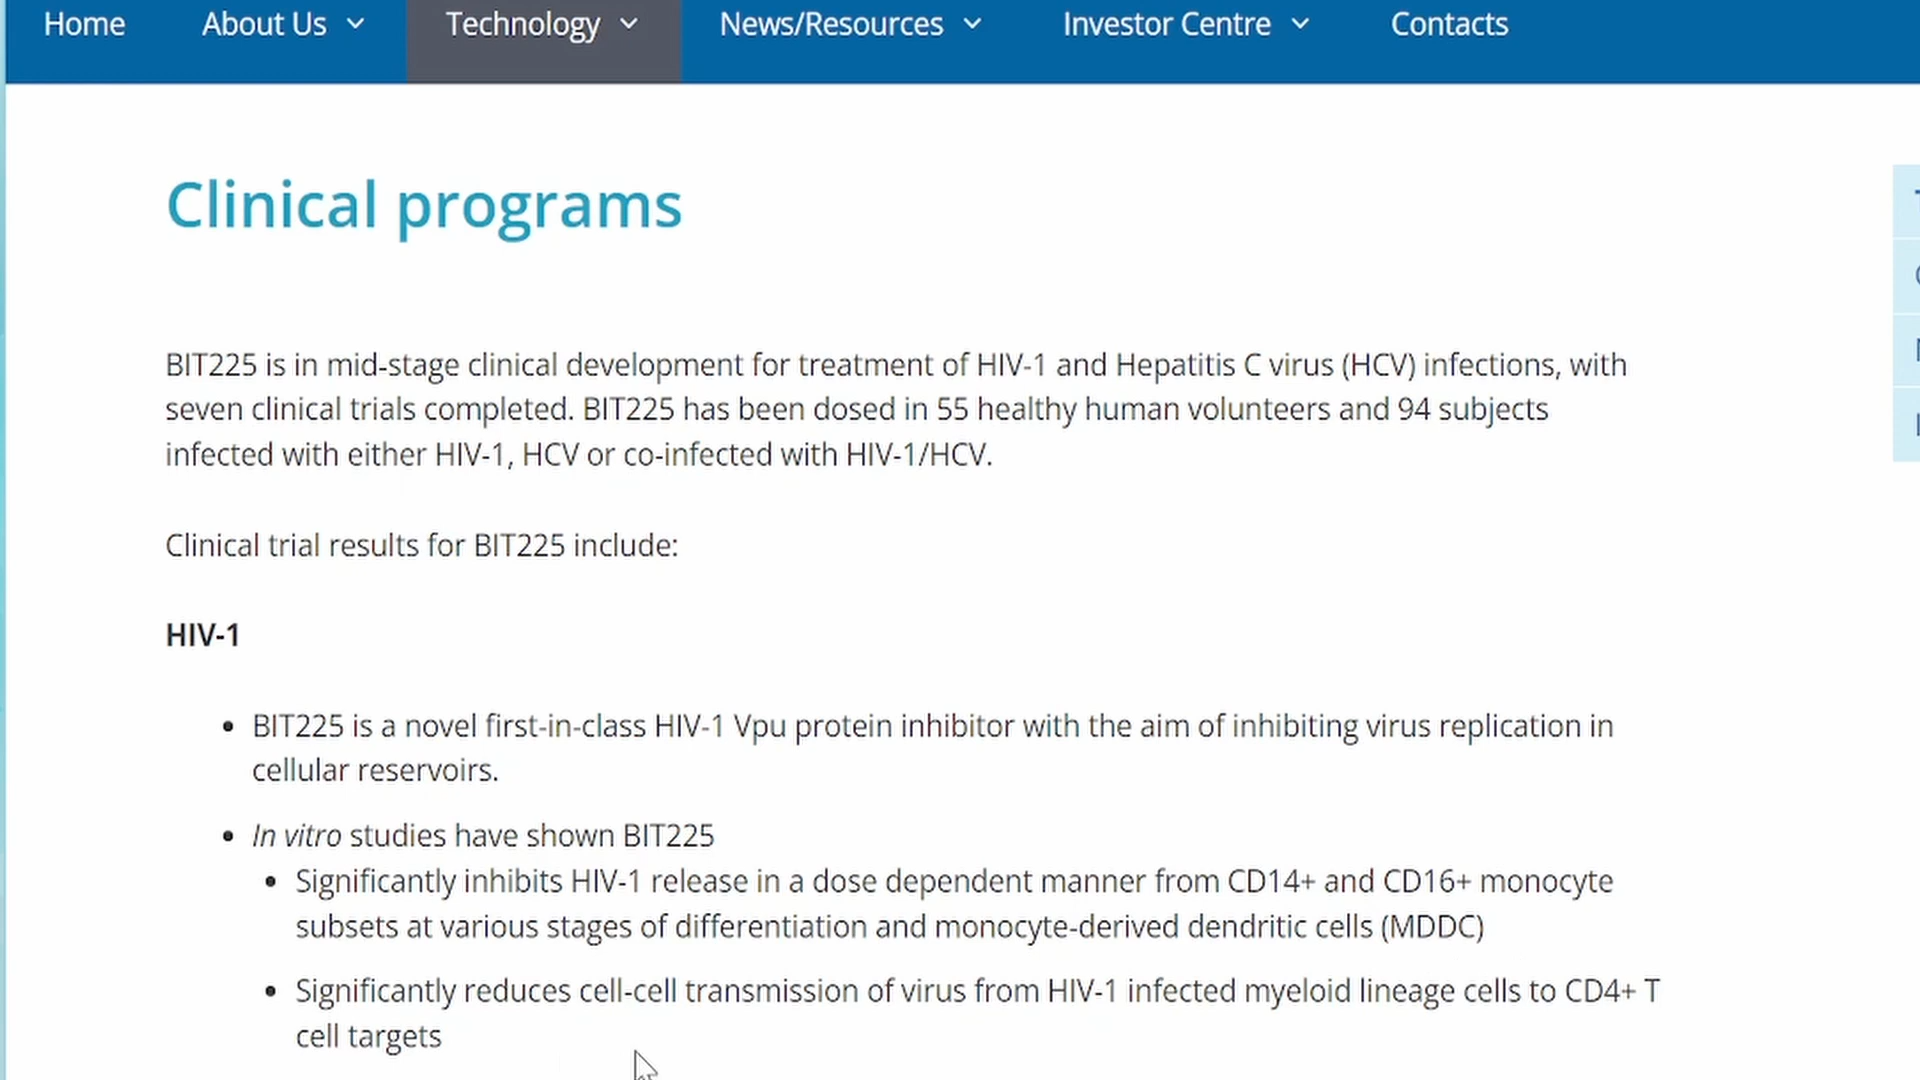 Home About Us Technology News/Resources Investor Centre Contacts
Clinical programs
BIT225 is in mid-stage clinical development for treatment of HIV-1 and Hepatitis C virus (HCV) infections, with
seven clinical trials completed. BIT225 has been dosed in 55 healthy human volunteers and 94 subjects
infected with either HIV-1, HCV or co-infected with HIV-1/HCV.
Clinical trial results for BIT225 include:
HIV-1
• BIT225 is a novel first-in-class HIV-1 Vpu protein inhibitor with the aim of inhibiting virus replication in
cellular reservoirs.
• In vitro studies have shown BIT225
• Significantly inhibits HIV-1 release in a dose dependent manner from CD14+ and CD16+ monocyte
subsets at various stages of differentiation and monocyte-derived dendritic cells (MDDC)
• Significantly reduces cell-cell transmission of virus from HIV-1 infected myeloid lineage cells to CD4+ T
cell targets